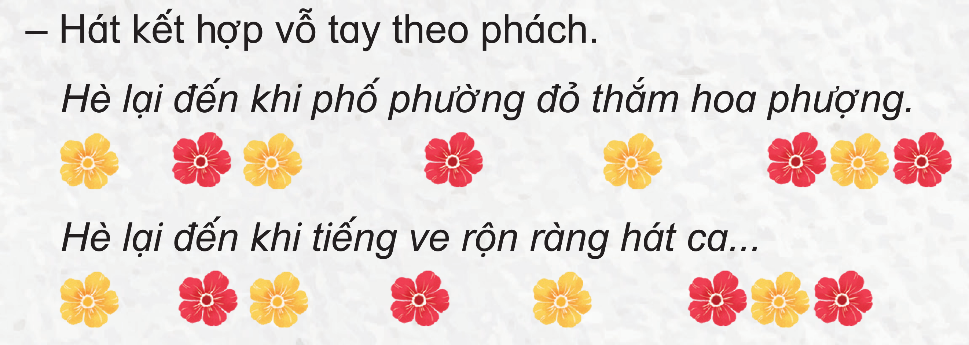 – Hát kết hợp vỗ tay theo phách.
Hè lại đến khi phố phường đỏ thắm hoa phượng.
Hè lại đến khi tiếng ve rộn ràng hát ca...